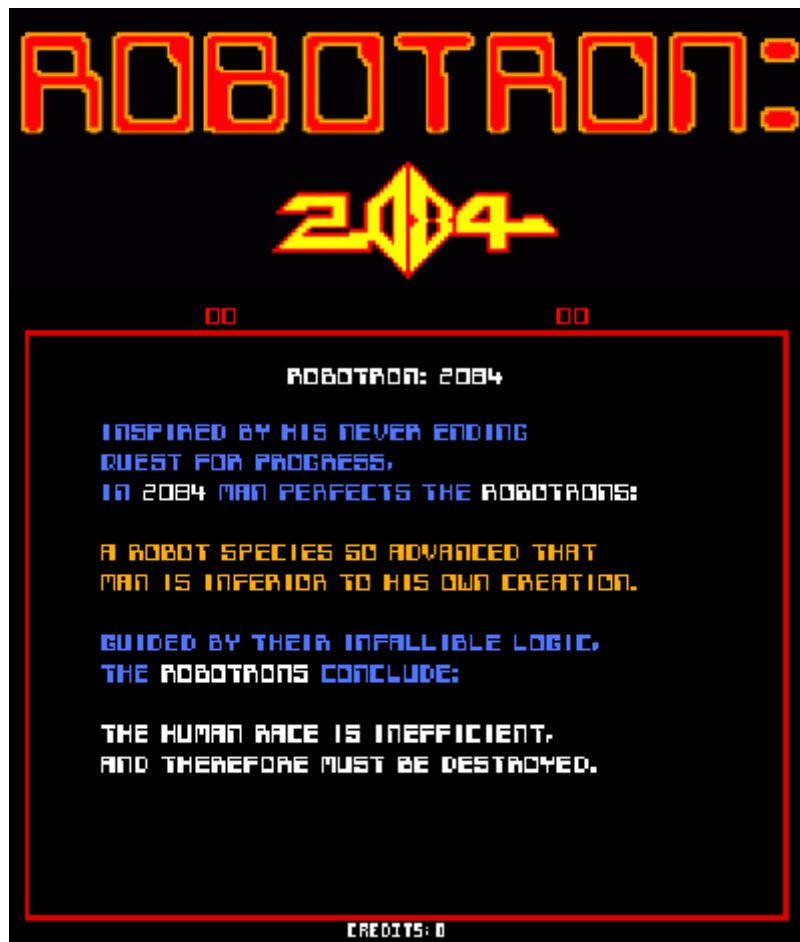 ROBOTRON:
2084
00 00
ROBOTRON: 2084
INSPIRED BY HIS NEVER ENDING
QUEST FOR PROGRESS,
IN 2084 MAN PERFECTS THE ROBOTRONS:
A ROBOT SPECIES SO ADVANCED THAT
MAN IS INFERIOR TO HIS OWN CREATION.
GUIDED BY THEIR INFALLIBLE LOGIC,
THE ROBOTRONS CONCLUDE:
THE HUMAN RACE IS INEFFICIENT,
AND THEREFORE MUST BE DESTROYED.
CREDITS: 0